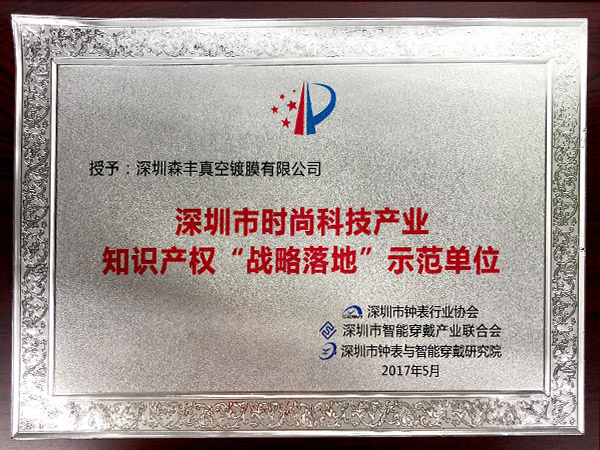 授予：深圳森丰真空镀膜有限公司
深圳市时尚科技产业
知识产权“战略落地”示范单位
深圳市钟表行业协会
深圳市智能穿戴产业联合会
深圳市钟表与智能穿戴研究院
2017年5月